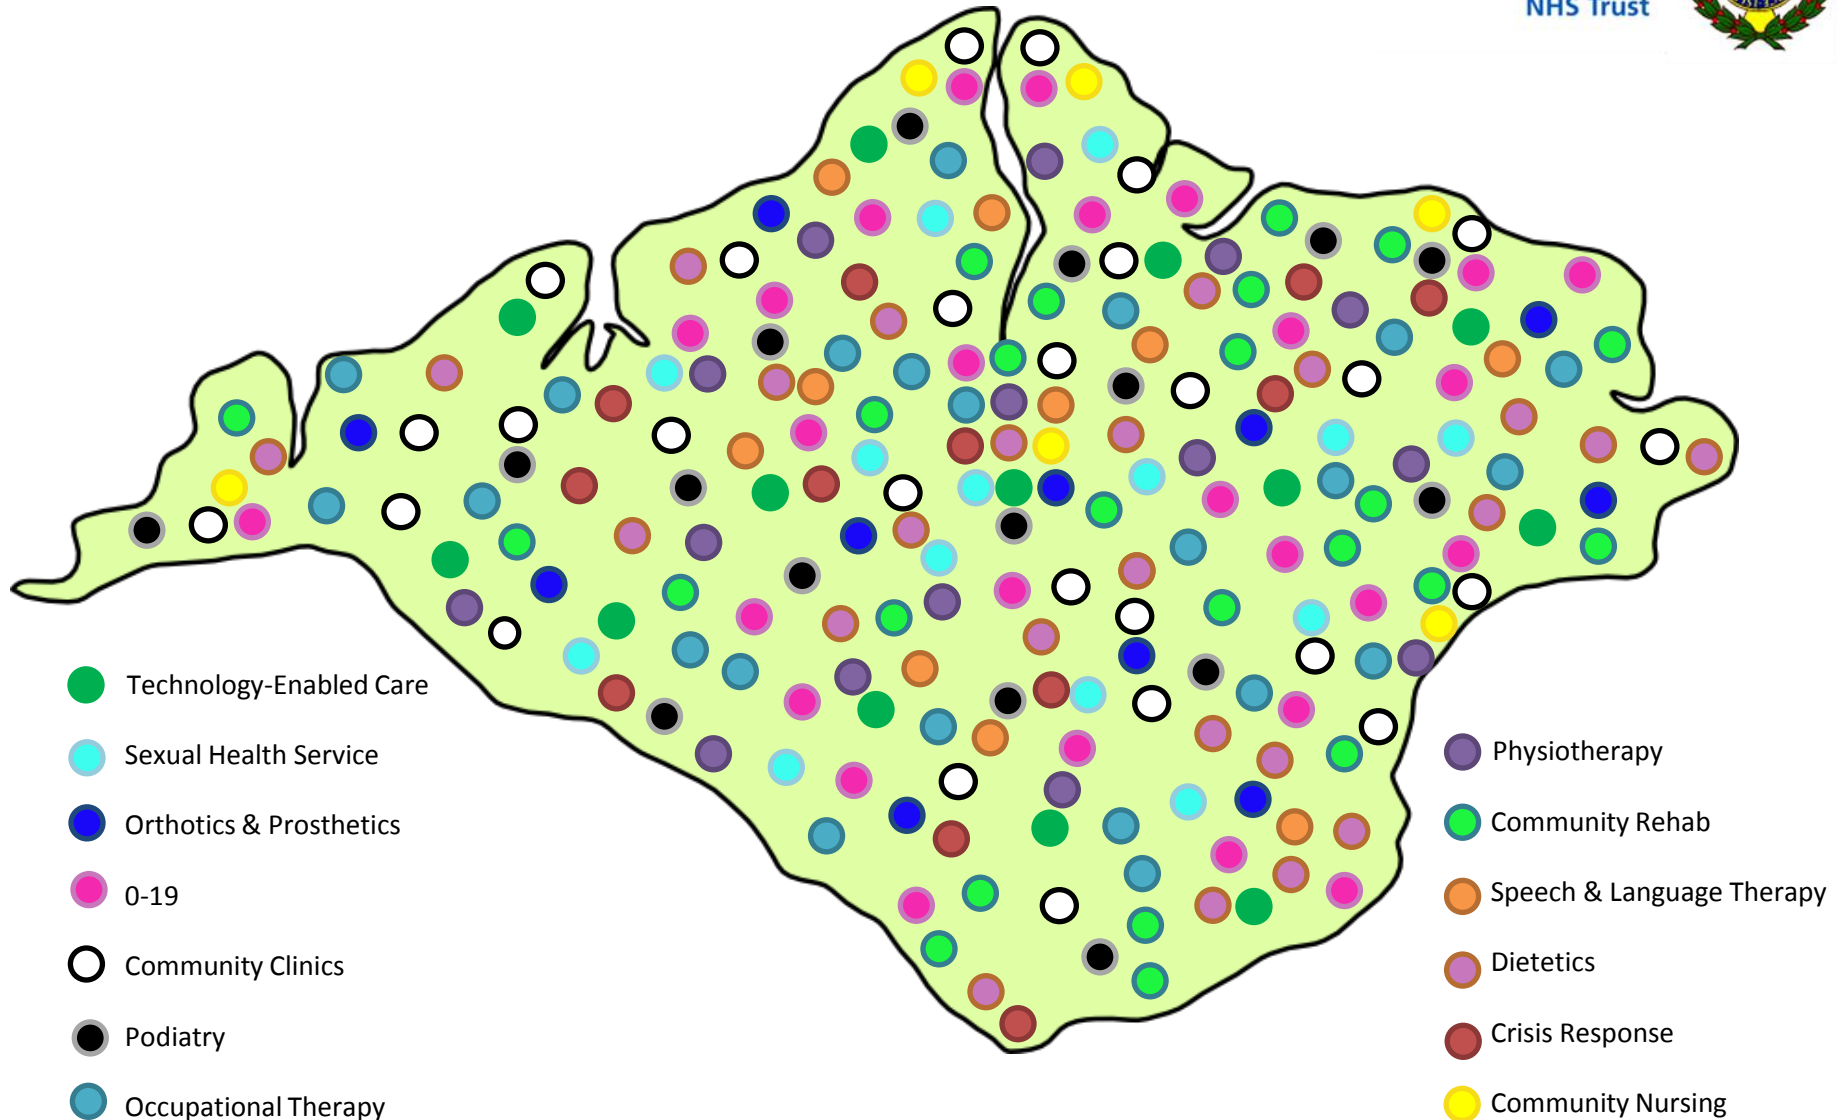 NHS Trust
Technology-Enabled Care
Sexual Health Service
Orthotics & Prosthetics
0-19
Community Clinics
Podiatry
Occupational Therapy
Physiotherapy
Community Rehab
Speech & Language Therapy
Dietetics
Crisis Response
Community Nursing